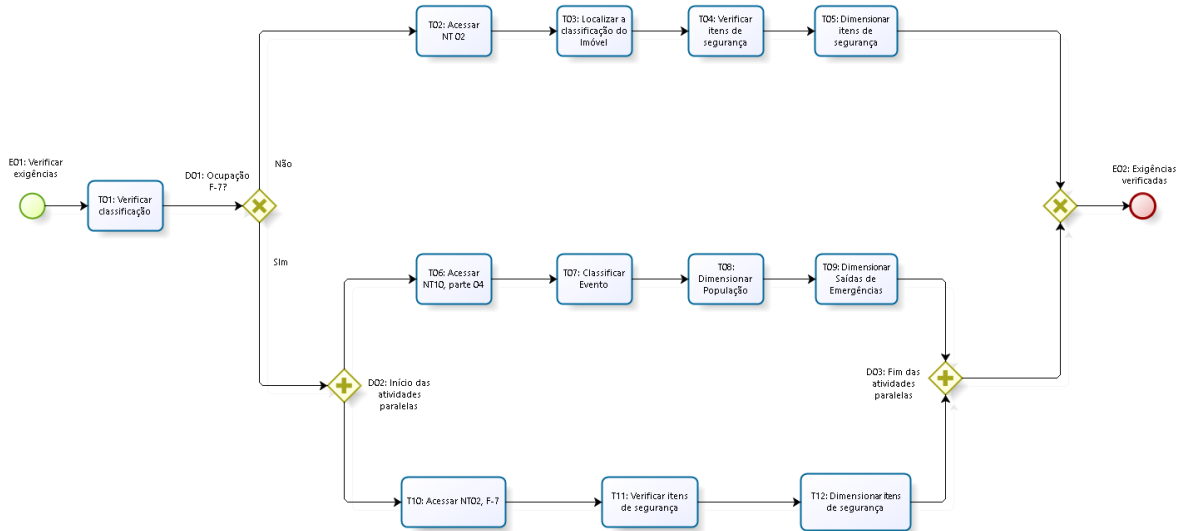 T02: Acessar
NT 02
T03: Localizar a
classificação do
Imóvel
T04: Verificar
itens de
segurança
T05: Dimensionar
itens de
segurança
E01: Verificar
exigências
T01: Verificar
classificação
D01: Ocupação
F-7?
Não
Sim
E02: Exigências
verificadas
T06: Acessar
NT10, parte 04
T07: Classificar
Evento
T08:
Dimensionar
População
T09: Dimensionar
Saídas de
Emergências
D02: Início das
atividades
paralelas
D03: Fim das
atividades
paralelas
T10: Acessar NT02, F-7
T11: Verificar itens
de segurança
T12: Dimensionar itens
de segurança